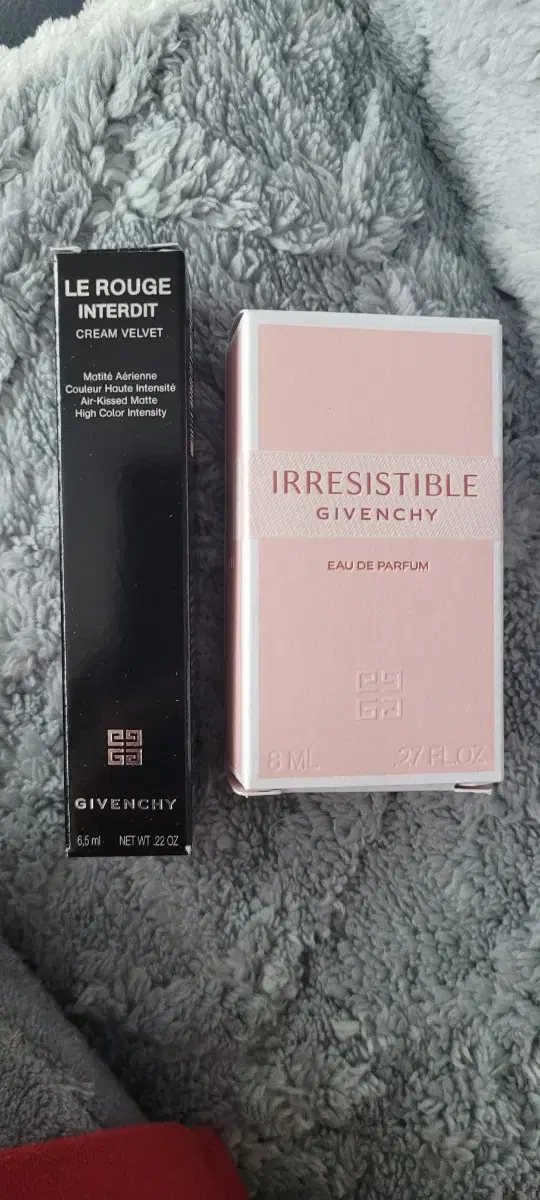 LE ROUGE
INTERDIT
CREAM VELVET
Matité Aérienne
Couleur Haute Intensité
Air-Kissed Matte
High Color Intensity
GIVENCHY
6,5 ml NET WT .22 OZ
IRRESISTIBLE
GIVENCHY
EAU DE PARFUM
8 ML .27 FL.OZ